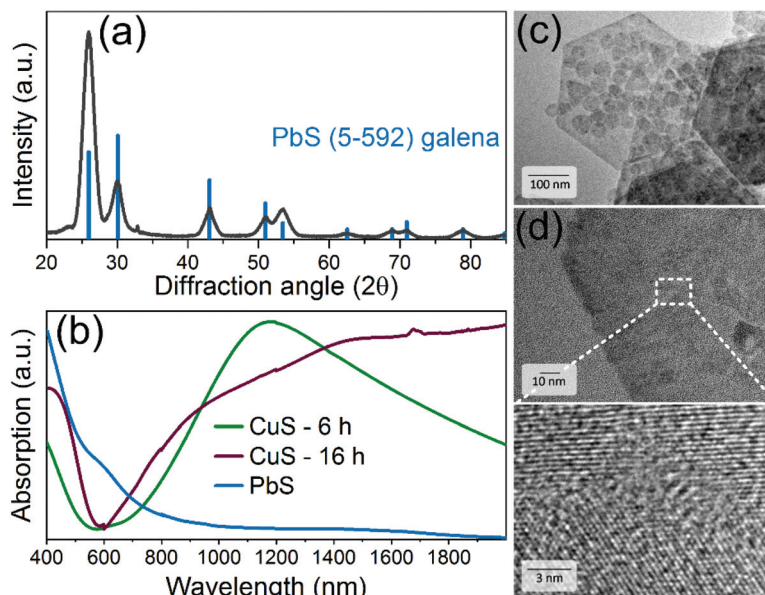 (a)
Intensity (a.u.)
PbS (5-592) galena
20 30 40 50 60 70 80
Diffraction angle (2θ)
(b)
Absorption (a.u.)
CuS - 6 h
CuS - 16 h
PbS
400 600 800 1000 1200 1400 1600 1800
Wavelength (nm)
(c)
100 nm
(d)
10 nm
3 nm